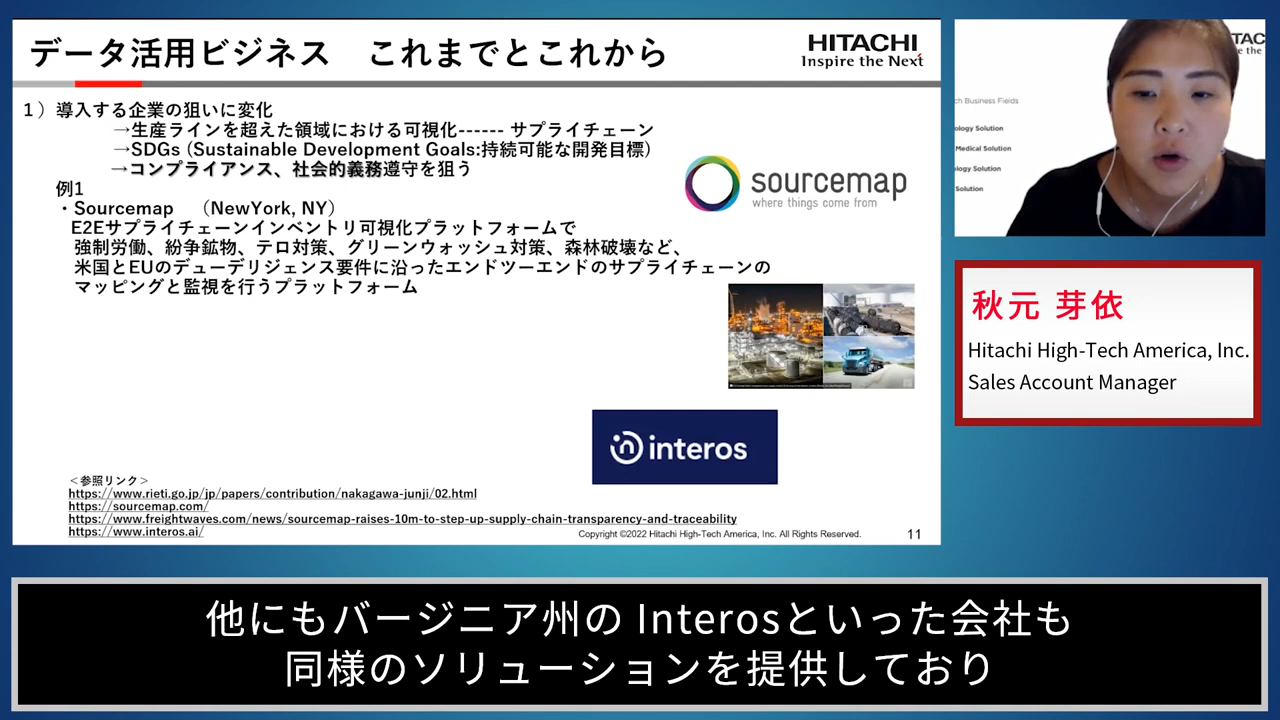 データ活用ビジネス　これまでとこれから
HITACHI
Inspire the Next
１）導入する企業の狙いに変化
→生産ラインを超えた領域における可視化------ サプライチェーン
→SDGs (Sustainable Development Goals:持続可能な開発目標)
→コンプライアンス、社会的義務遵守を狙う
例1
・Sourcemap　（NewYork, NY）
E2Eサプライチェーンインベントリ可視化プラットフォームで
強制労働、紛争鉱物、テロ対策、グリーンウォッシュ対策、森林破壊など、
米国とEUのデューデリジェンス要件に沿ったエンドツーエンドのサプライチェーンの
マッピングと監視を行うプラットフォーム
sourcemap
where things come from
interos
＜参照リンク＞
https://www.rieti.go.jp/jp/papers/contribution/nakagawa-junji/02.html
https://sourcemap.com/
https://www.freightwaves.com/news/sourcemap-raises-10m-to-step-up-supply-chain-transparency-and-traceability
https://www.interos.ai/
Copyright ©2022 Hitachi High-Tech America, Inc. All Rights Reserved.
11
TAC
e the
ch Business Fields
ology Solution
Medical Solution
ology Solution
Solution
秋元 芽依
Hitachi High-Tech America, Inc.
Sales Account Manager
他にもバージニア州の Interosといった会社も
同様のソリューションを提供しており